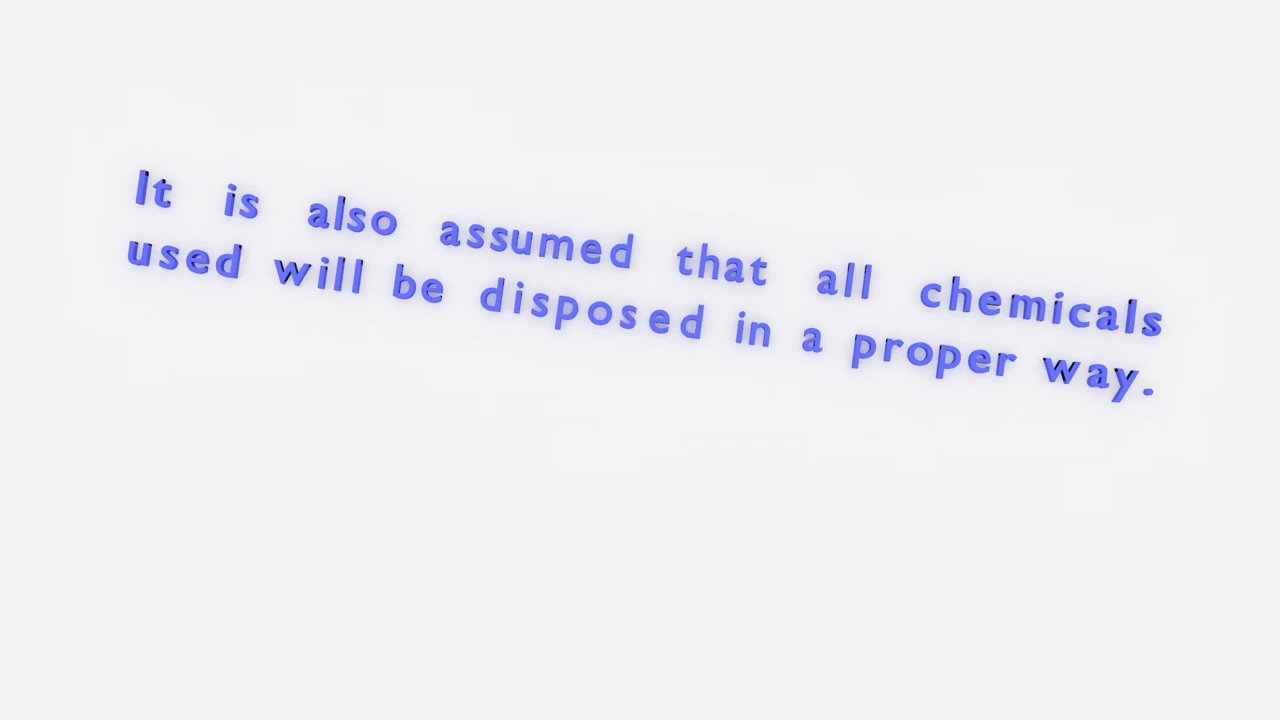 It is also assumed that all chemicals
used will be disposed in a proper way.